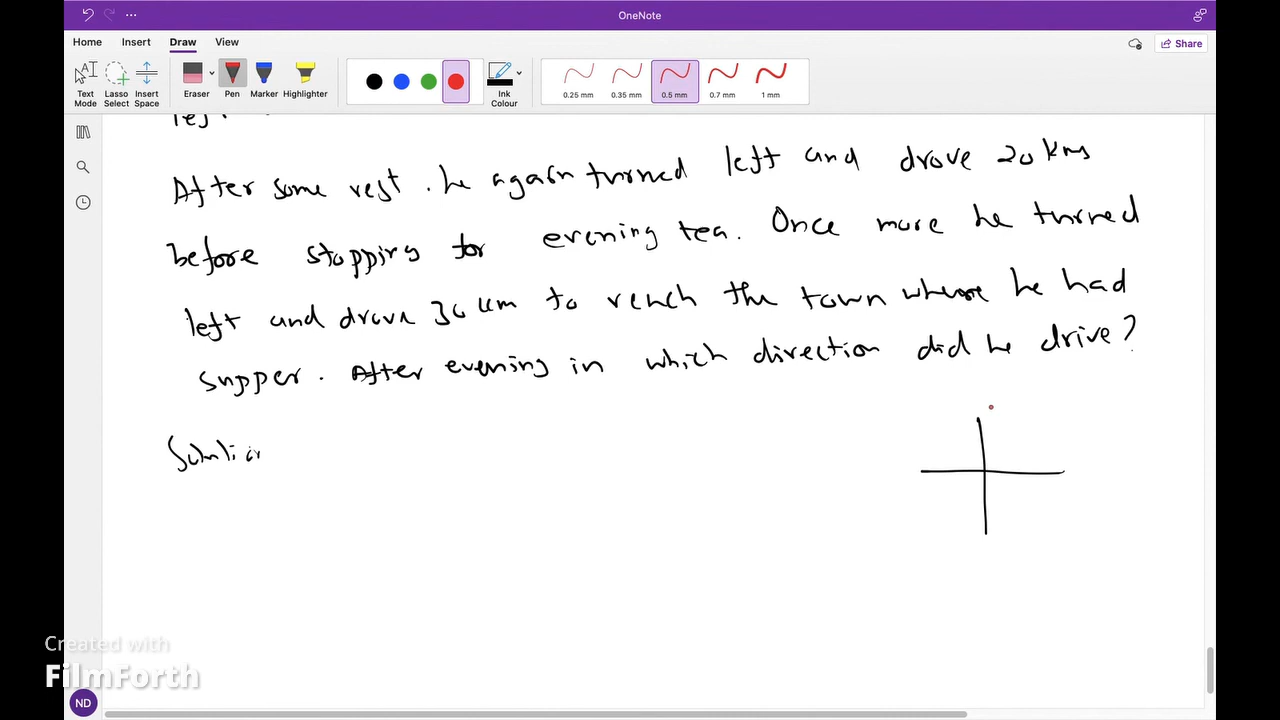 OneNote
Home Insert Draw View
Share
Text Mode
Lasso Select
Insert Space
Eraser
Pen
Marker
Highlighter
Ink Colour
0.25 mm
0.35 mm
0.5 mm
0.7 mm
1 mm
After some rest. he again turned left and drove 20 kms
before stopping for evening tea. Once more he turned
left and drove 30 km to reach the town where he had
supper. After evening in which direction did he drive?
Solution
Created with
FilmForth
ND